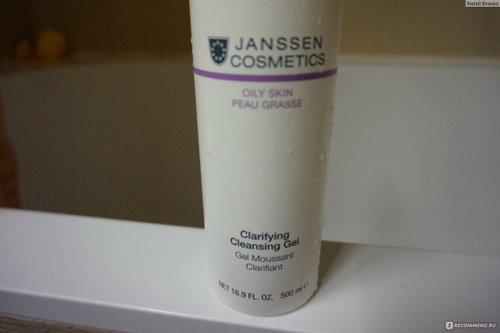 Natali Brasko
JANSSEN
COSMETICS
OILY SKIN
PEAU GRASSE
Clarifying
Cleansing Gel
Gel Moussant
Clarifiant
NET 16.9 FL. OZ. 500 ml ℮
RECOMMEND.RU